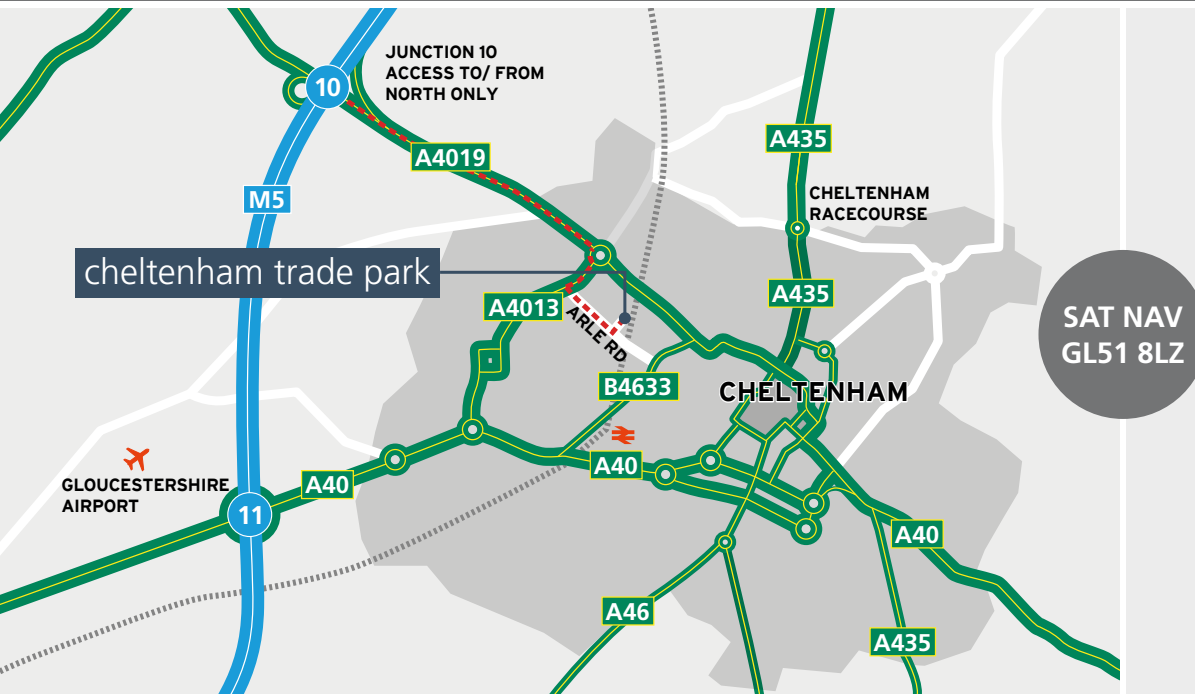 JUNCTION 10
ACCESS TO/ FROM
NORTH ONLY
10
A4019
A435
M5
CHELTENHAM
RACECOURSE
cheltenham trade park
A4013
ARLE RD
A435
SAT NAV
GL51 8LZ
B4633
CHELTENHAM
GLOUCESTERSHIRE
AIRPORT
A40
A40
11
A40
A46
A435